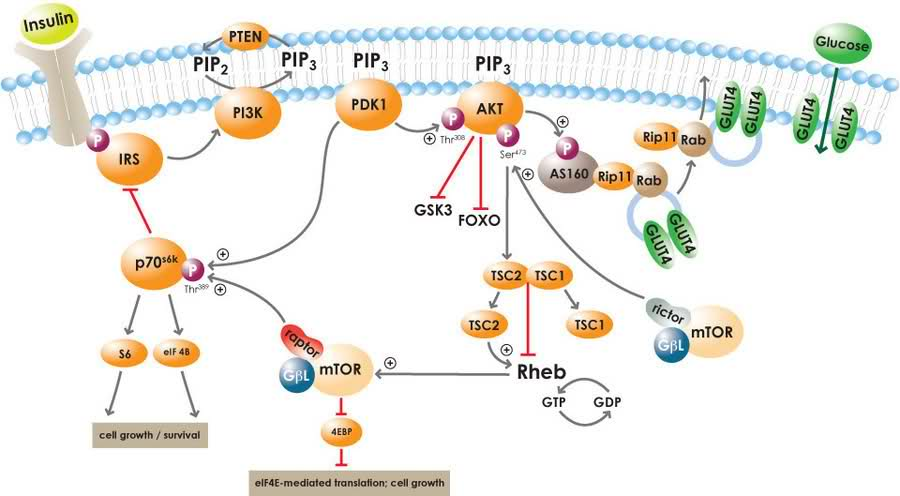 Insulin
PTEN
PIP2
PIP3
PIP3
PIP3
Glucose
PI3K
PDK1
AKT
P
Thr308
P
Ser473
P
IRS
P
AS160
Rip11
Rab
Rip11
Rab
GLUT4
GLUT4
GLUT4
GLUT4
GLUT4
GLUT4
GSK3
FOXO
p70s6k
P
Thr389
TSC2
TSC1
TSC2
TSC1
rictor
GβL
mTOR
S6
eIF 4B
raptor
GβL
mTOR
Rheb
GTP
GDP
4EBP
cell growth / survival
eIF4E-mediated translation; cell growth
+
+
+
+
+
+
+